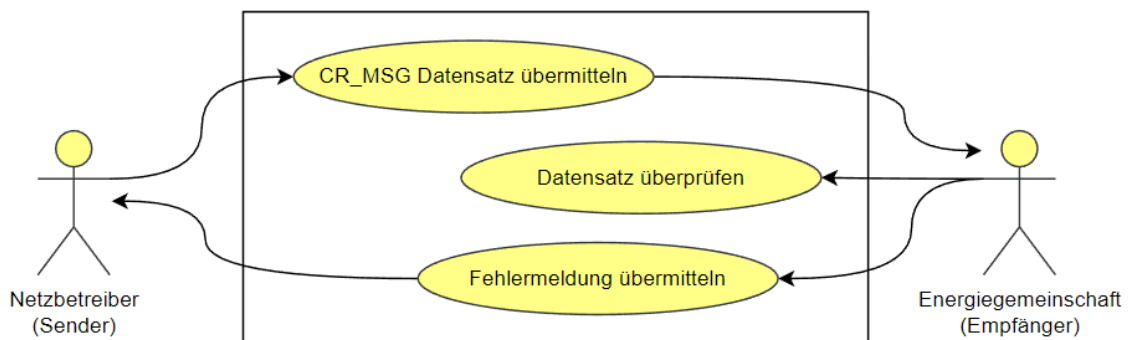 CR_MSG Datensatz übermitteln
Datensatz überprüfen
Fehlermeldung übermitteln
Netzbetreiber
(Sender)
Energiegemeinschaft
(Empfänger)